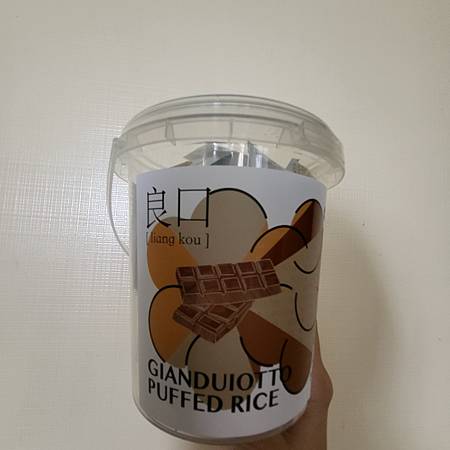 良口
[ liang kou ]
GIANDUIOTTO
PUFFED RICE